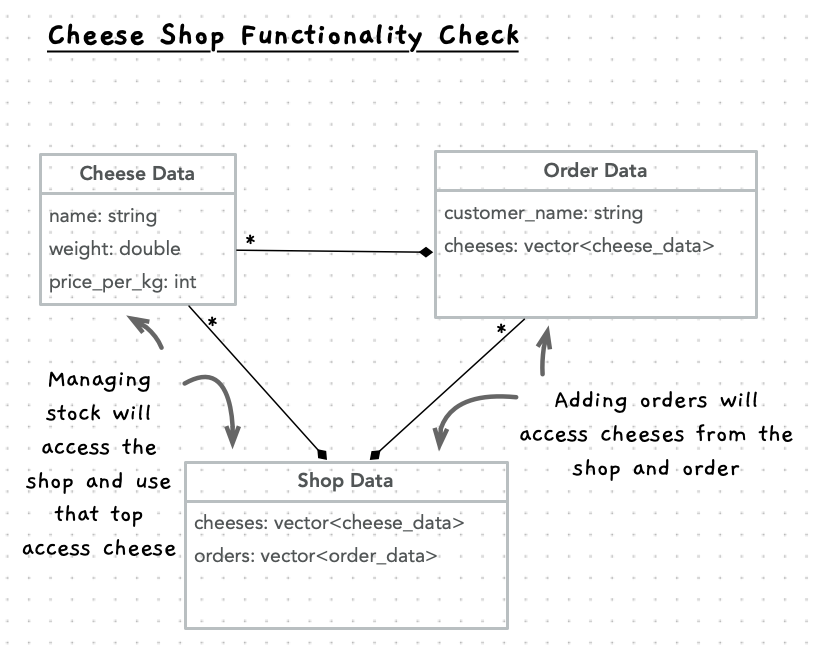 Cheese Shop Functionality Check
Cheese Data
name: string
weight: double
price_per_kg: int
*
*
Order Data
customer_name: string
cheeses: vector<cheese_data>
*
Managing
stock will
access the
shop and use
that top
access cheese
Adding orders will
access cheeses from the
shop and order
Shop Data
cheeses: vector<cheese_data>
orders: vector<order_data>